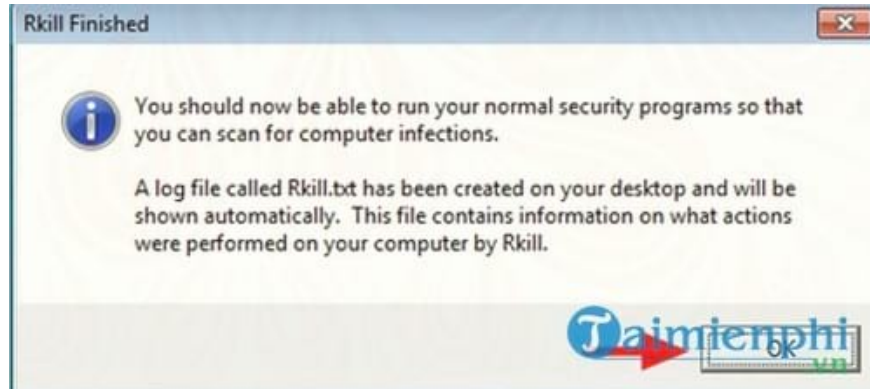 Rkill Finished
You should now be able to run your normal security programs so that
you can scan for computer infections.
A log file called Rkill.txt has been created on your desktop and will be
shown automatically.  This file contains information on what actions
were performed on your computer by Rkill.
Taimienphi
OK
.vn